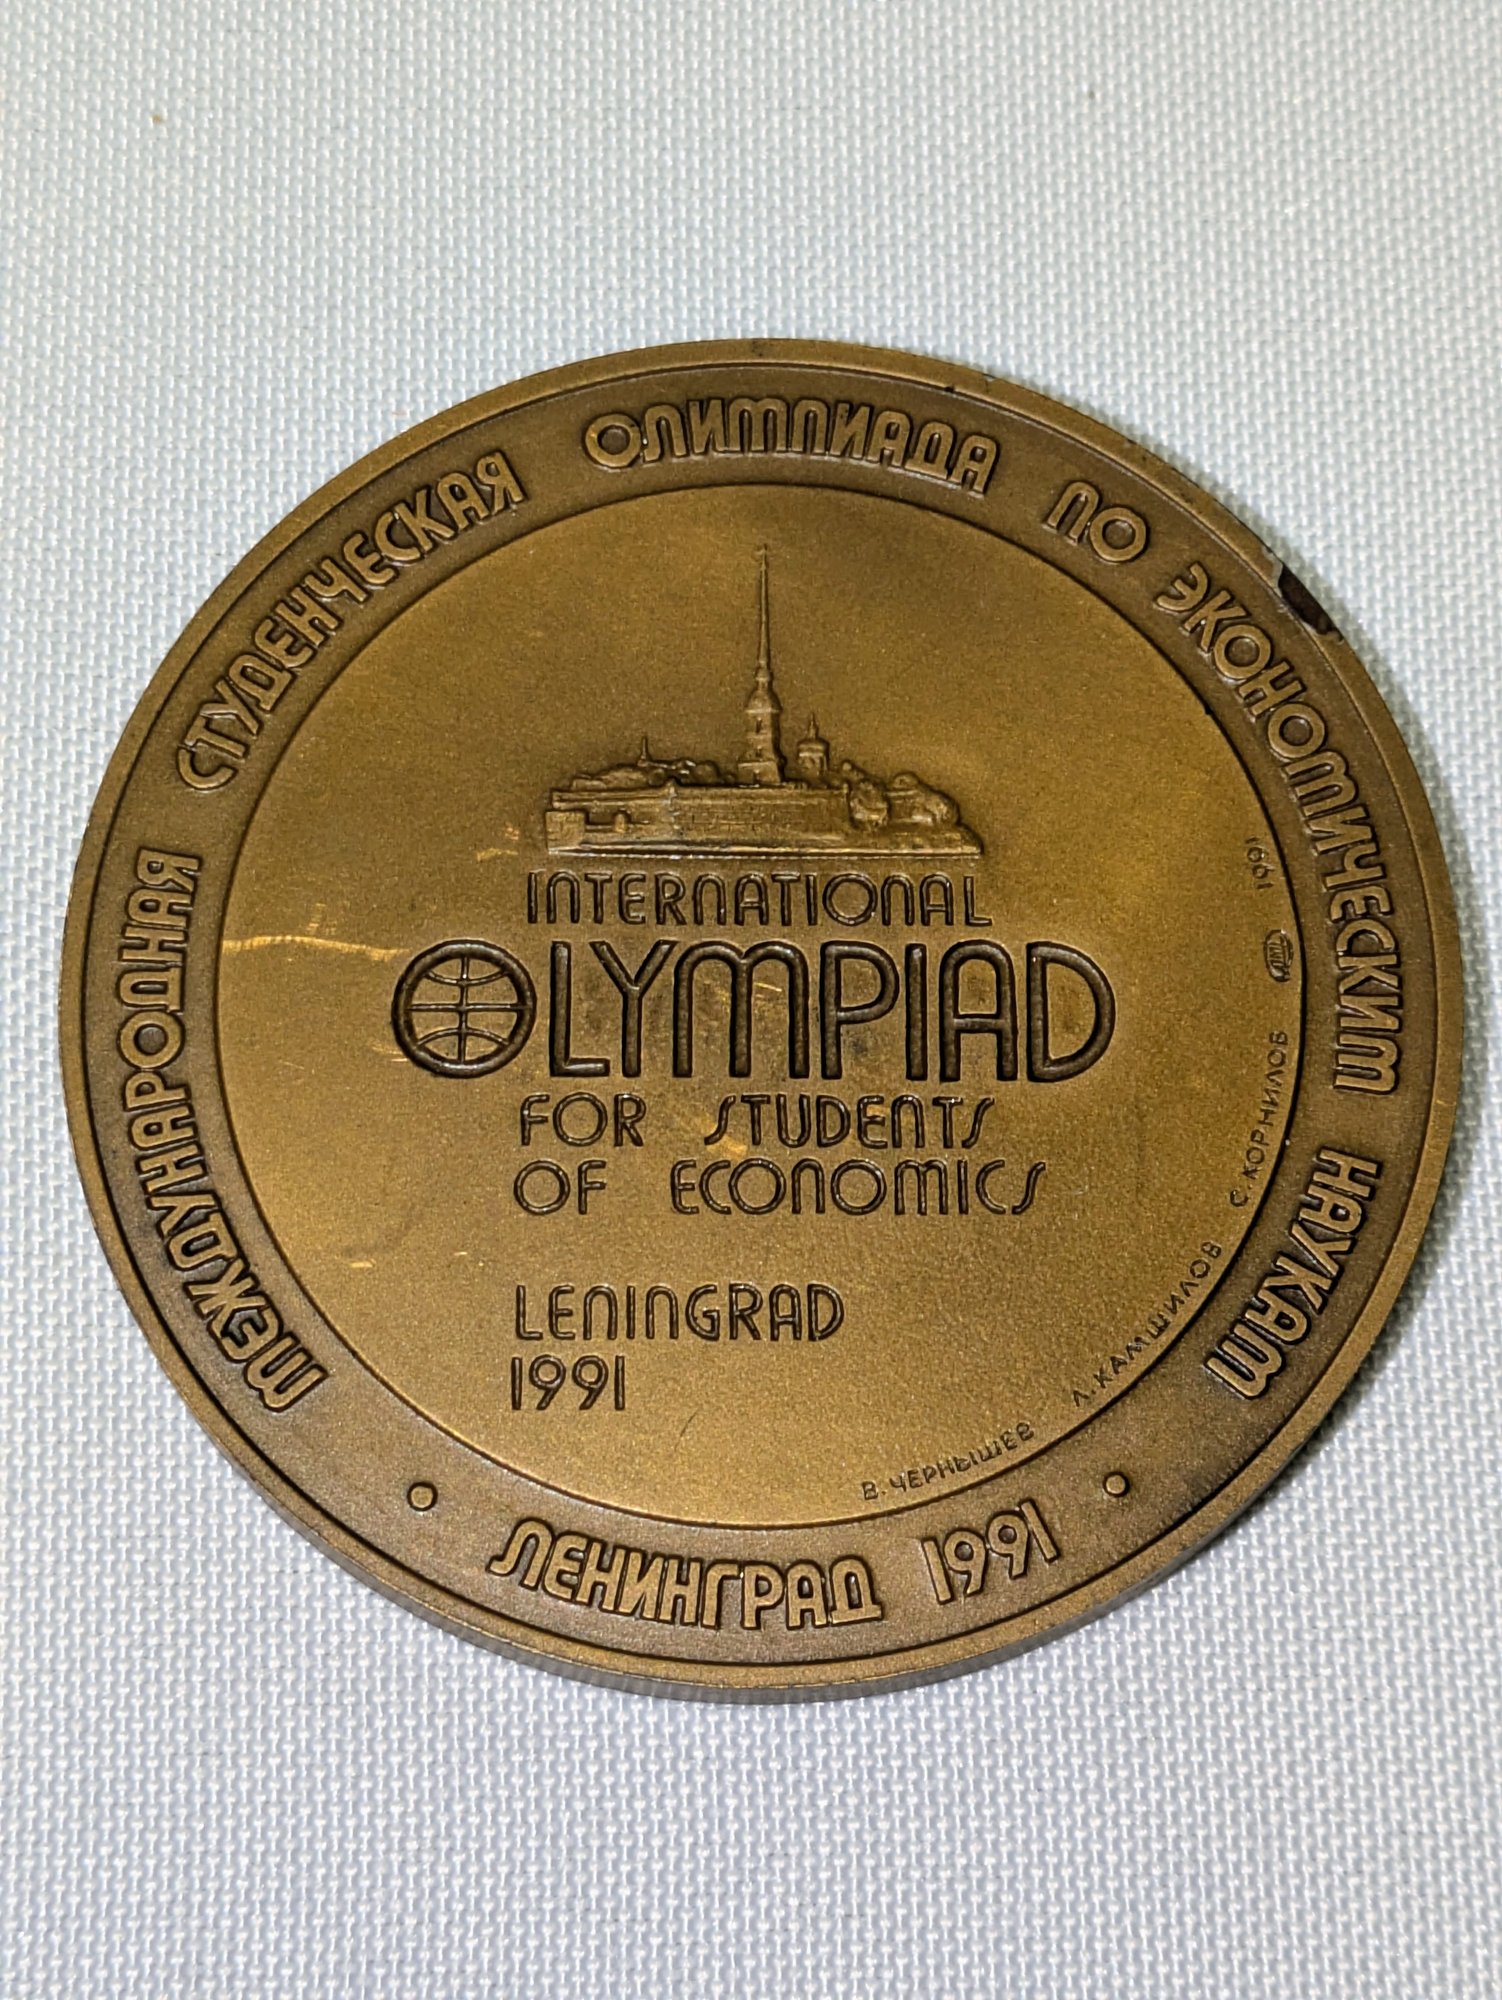 МЕЖДУНАРОДНАЯ СТУДЕНЧЕСКАЯ ОЛИМПИАДА ПО ЭКОНОМИЧЕСКИМ НАУКАМ
INTERNATIONAL
OLYMPIAD
FOR STUDENTS
OF ECONOMICS
LENINGRAD
1991
1991
С. КОРНИЛОВ
Л. КАМШИЛОВ
В. ЧЕРНЫШЕВ
• ЛЕНИНГРАД 1991 •